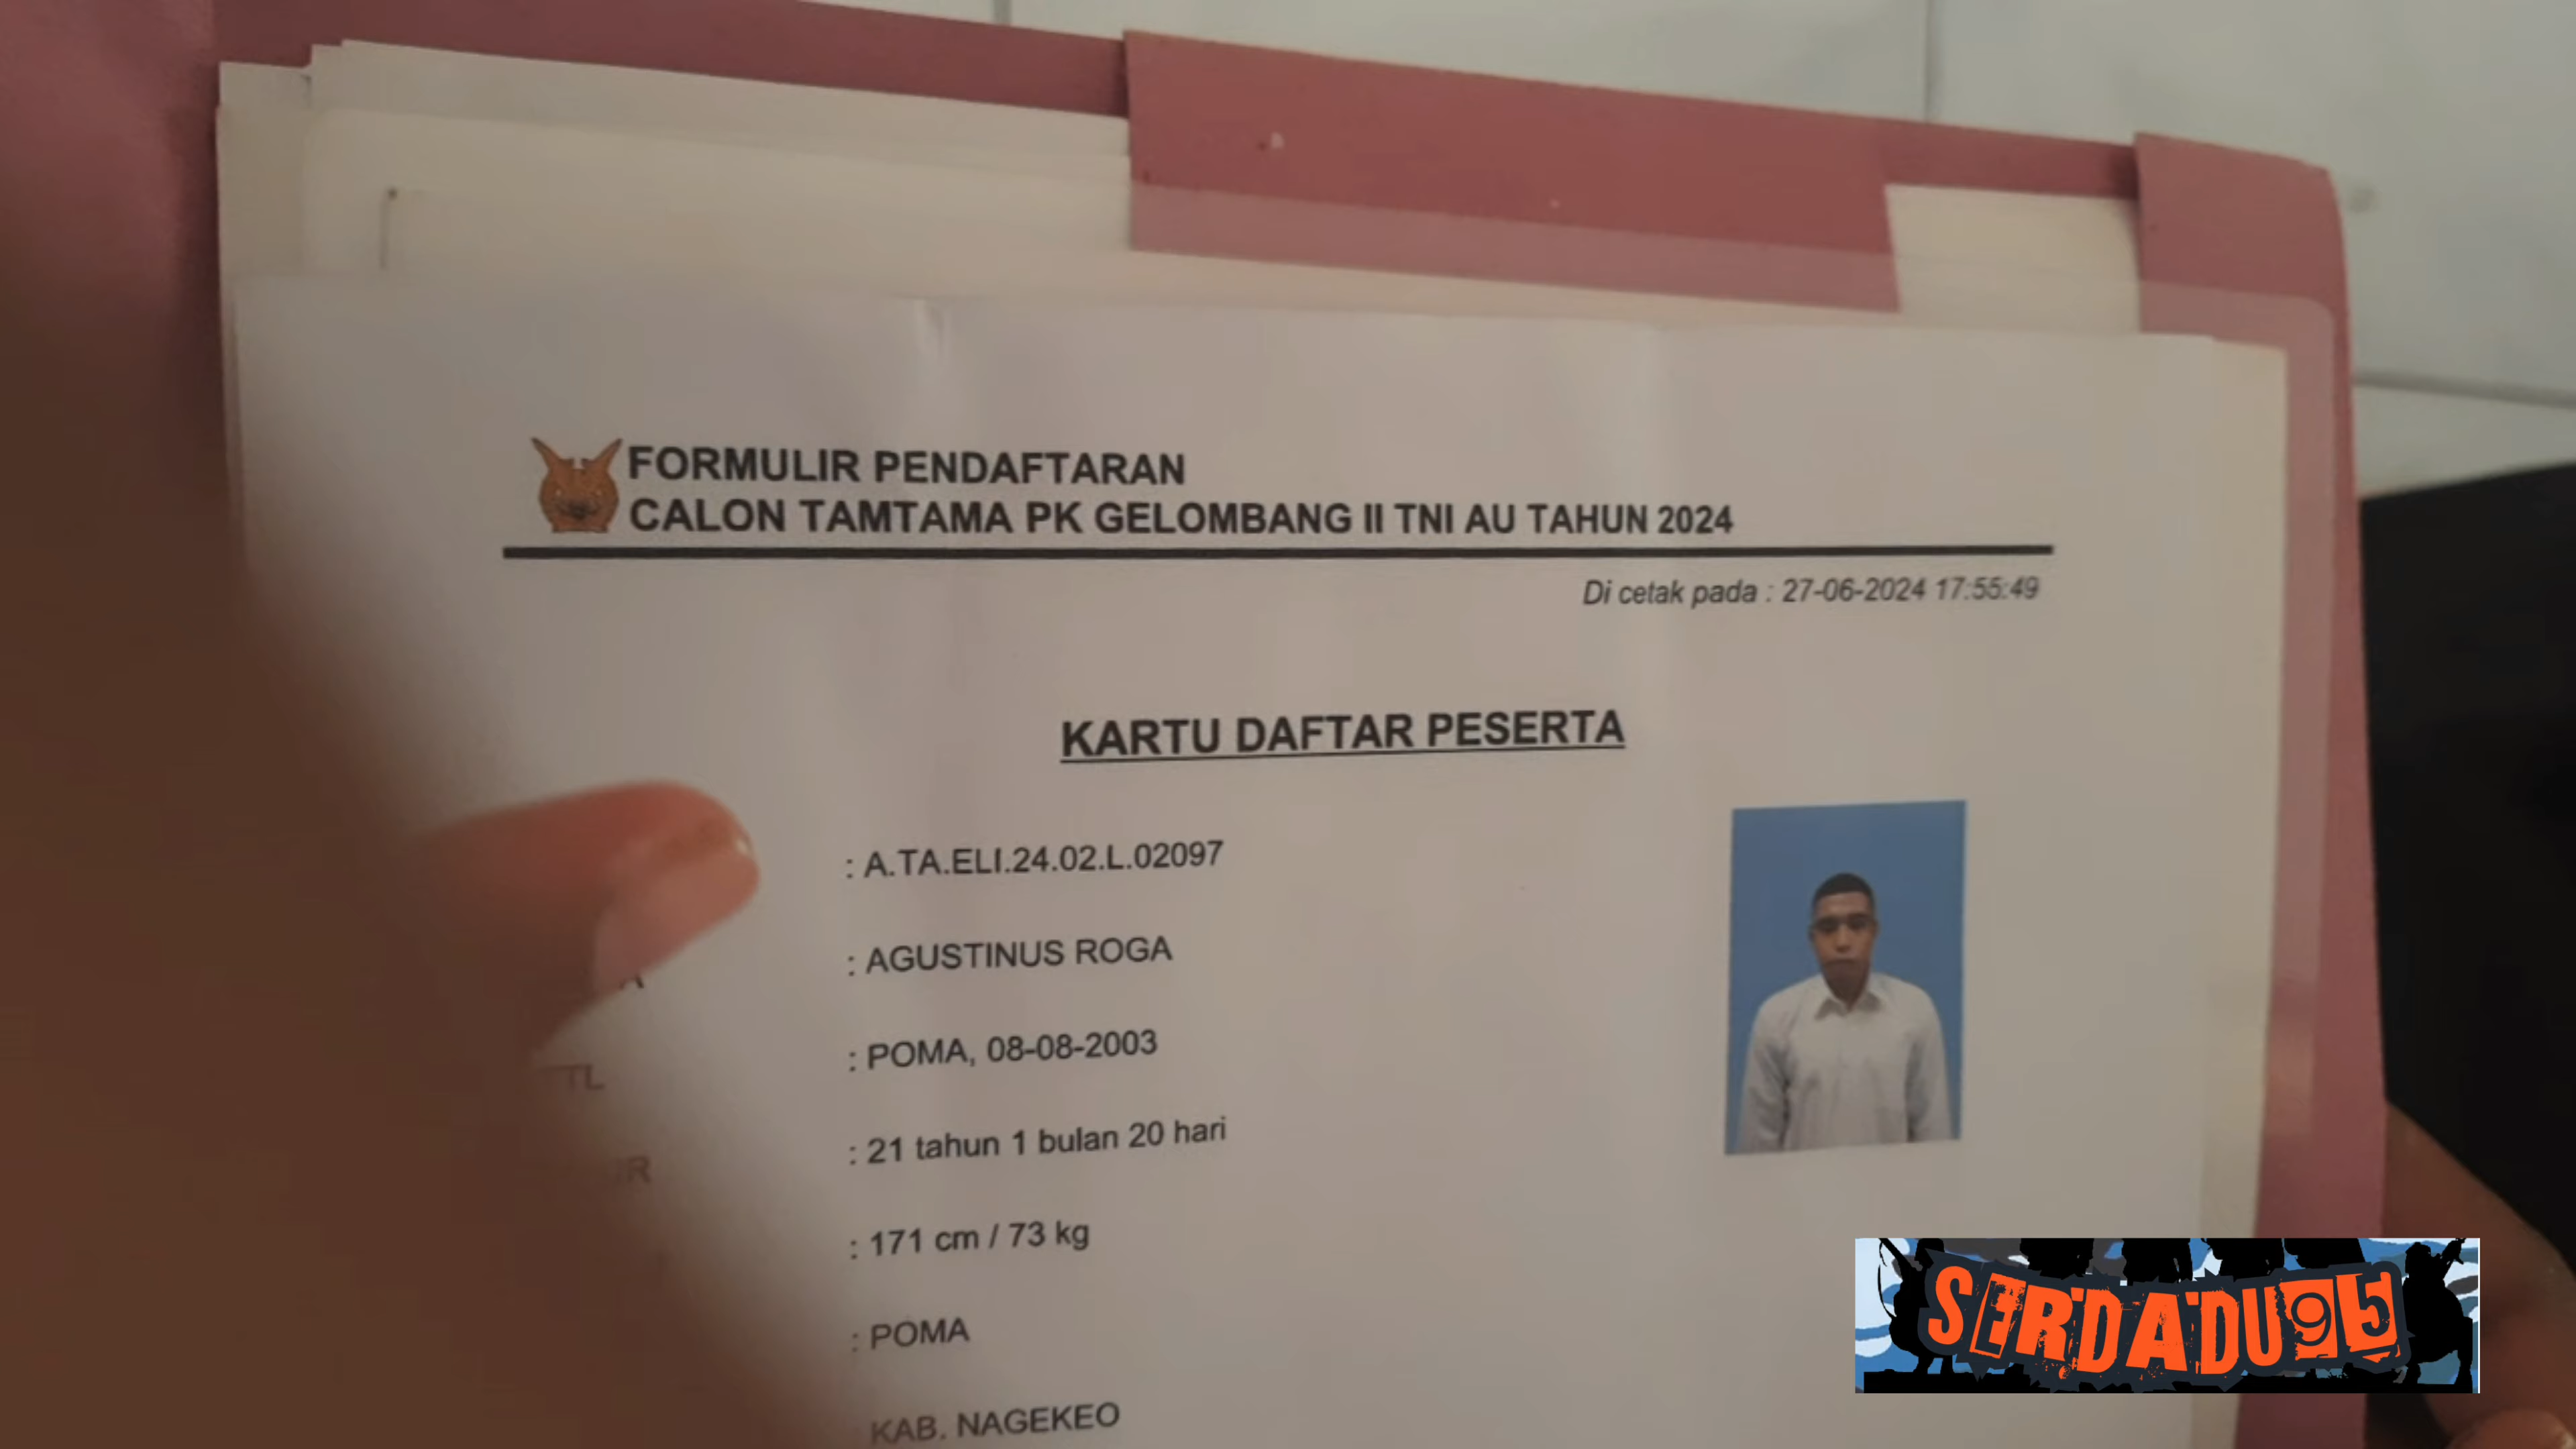 FORMULIR PENDAFTARAN
CALON TAMTAMA PK GELOMBANG II TNI AU TAHUN 2024
Di cetak pada : 27-06-2024 17:55:49
KARTU DAFTAR PESERTA
: A.TA.ELI.24.02.L.02097
A : AGUSTINUS ROGA
TL : POMA, 08-08-2003
R : 21 tahun 1 bulan 20 hari
: 171 cm / 73 kg
: POMA
KAB. NAGEKEO
SERDADU95